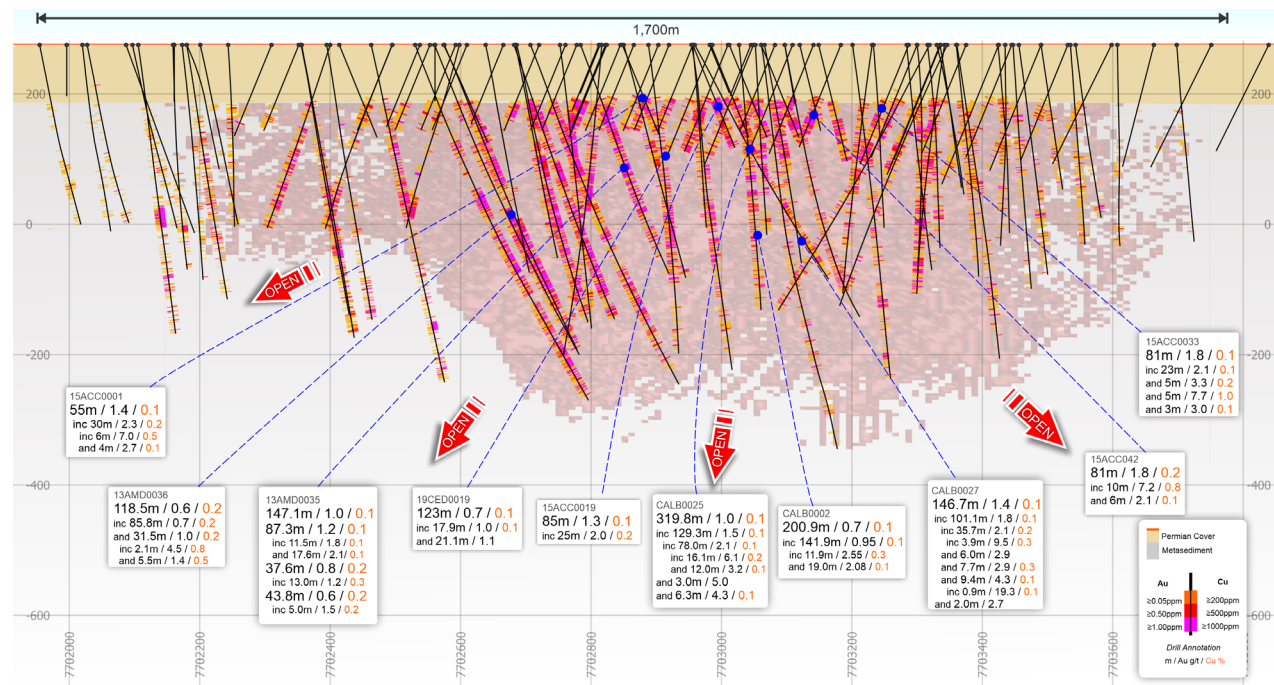 1,700m
200
200
0
0
-200
-200
-400
-400
-600
-600
OPEN
OPEN
OPEN
OPEN
15ACC0001
55m / 1.4 / 0.1
inc 30m / 2.3 / 0.2
inc 6m / 7.0 / 0.5
and 4m / 2.7 / 0.1
13AMD0036
118.5m / 0.6 / 0.2
inc 85.8m / 0.7 / 0.2
and 31.5m / 1.0 / 0.2
inc 2.1m / 4.5 / 0.8
and 5.5m / 1.4 / 0.5
13AMD0035
147.1m / 1.0 / 0.1
87.3m / 1.2 / 0.1
inc 11.5m / 1.8 / 0.1
and 17.6m / 2.1/ 0.1
37.6m / 0.8 / 0.2
inc 13.0m / 1.2 / 0.3
43.8m / 0.6 / 0.2
inc 5.0m / 1.5 / 0.2
19CED0019
123m / 0.7 / 0.1
inc 17.9m / 1.0 / 0.1
and 21.1m / 1.1
15ACC0019
85m / 1.3 / 0.1
inc 25m / 2.0 / 0.2
CALB0025
319.8m / 1.0 / 0.1
inc 129.3m / 1.5 / 0.1
inc 78.0m / 2.1 / 0.1
inc 16.1m / 6.1 / 0.2
and 12.0m / 3.2 / 0.1
and 3.0m / 5.0
and 6.3m / 4.3 / 0.1
CALB0002
200.9m / 0.7 / 0.1
inc 141.9m / 0.95 / 0.1
inc 11.9m / 2.55 / 0.3
and 19.0m / 2.08 / 0.1
CALB0027
146.7m / 1.4 / 0.1
inc 101.1m / 1.8 / 0.1
inc 35.7m / 2.1 / 0.2
inc 3.9m / 9.5 / 0.3
and 6.0m / 2.9
and 7.7m / 2.9 / 0.3
and 9.4m / 4.3 / 0.1
inc 0.9m / 19.3 / 0.1
and 2.0m / 2.7
15ACC0033
81m / 1.8 / 0.1
inc 23m / 2.1 / 0.1
and 5m / 3.3 / 0.2
and 5m / 7.7 / 1.0
and 3m / 3.0 / 0.1
15ACC042
81m / 1.8 / 0.2
inc 10m / 7.2 / 0.8
and 6m / 2.1 / 0.1
Permian Cover
Metasediment
Au Cu
≥0.05ppm ≥200ppm
≥0.50ppm ≥500ppm
≥1.00ppm ≥1000ppm
Drill Annotation
m / Au g/t / Cu %
7702000
7702200
7702400
7702600
7702800
7703000
7703200
7703400
7703600